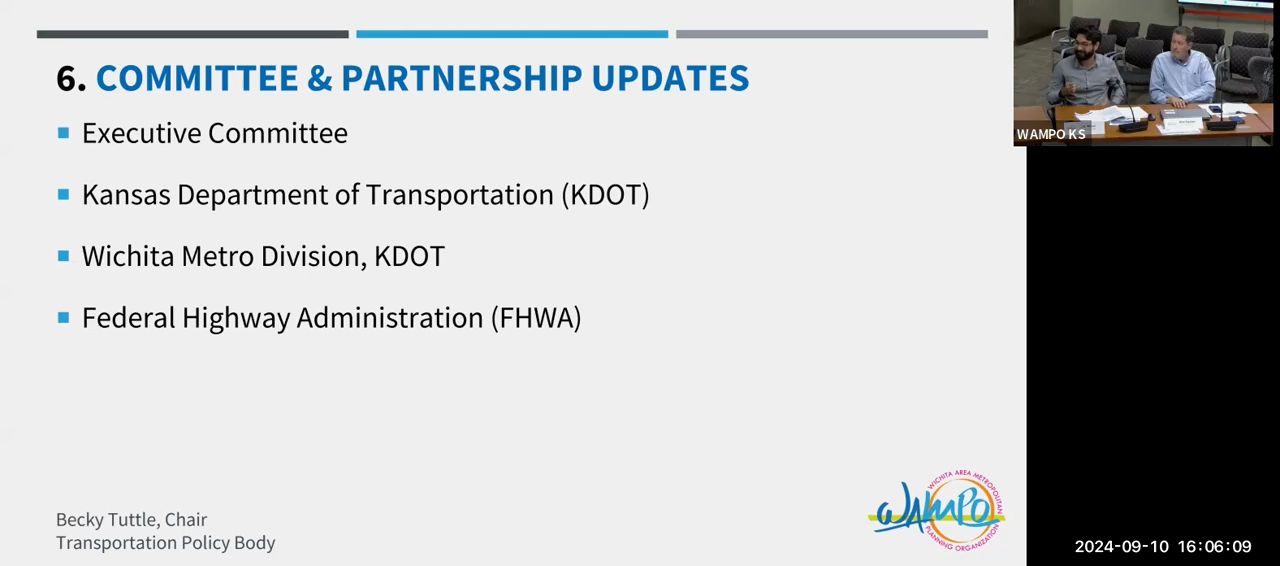 6. COMMITTEE & PARTNERSHIP UPDATES
Executive Committee
Kansas Department of Transportation (KDOT)
Wichita Metro Division, KDOT
Federal Highway Administration (FHWA)
Becky Tuttle, Chair
Transportation Policy Body
WICHITA AREA METROPOLITAN
WAMPO
PLANNING ORGANIZATION
WAMPO KS
2024-09-10 16:06:09